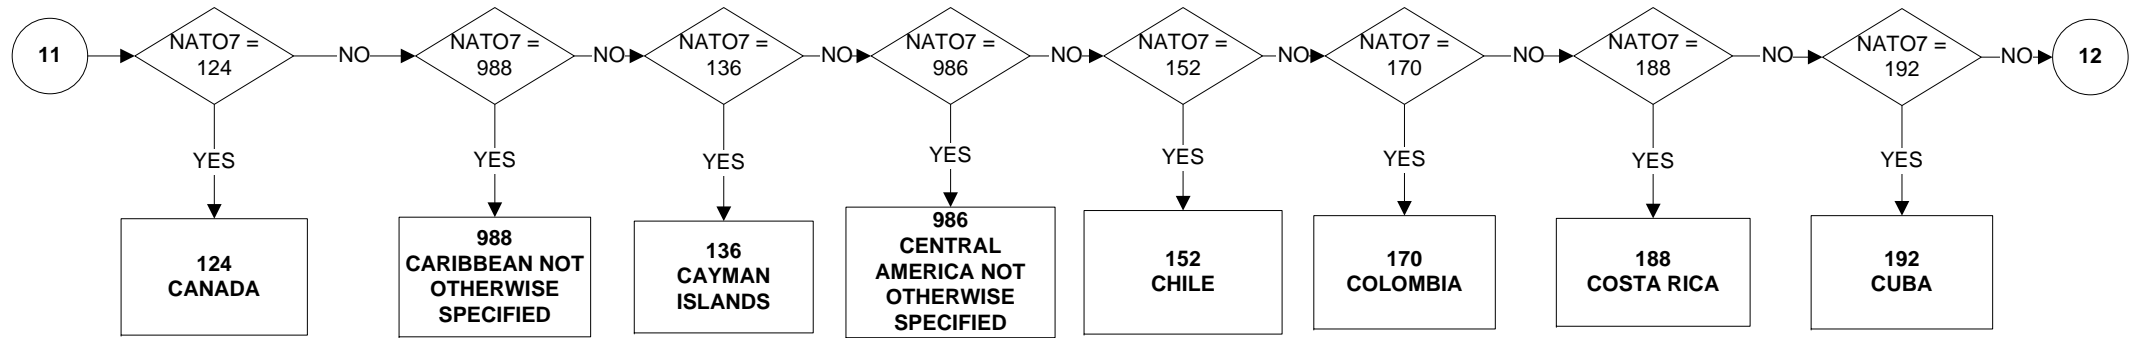 11
NATO7 =
124
NO
NATO7 =
988
NO
NATO7 =
136
NO
NATO7 =
986
NO
NATO7 =
152
NO
NATO7 =
170
NO
NATO7 =
188
NO
NATO7 =
192
NO
12
YES
YES
YES
YES
YES
YES
YES
YES
124
CANADA
988
CARIBBEAN NOT
OTHERWISE
SPECIFIED
136
CAYMAN
ISLANDS
986
CENTRAL
AMERICA NOT
OTHERWISE
SPECIFIED
152
CHILE
170
COLOMBIA
188
COSTA RICA
192
CUBA